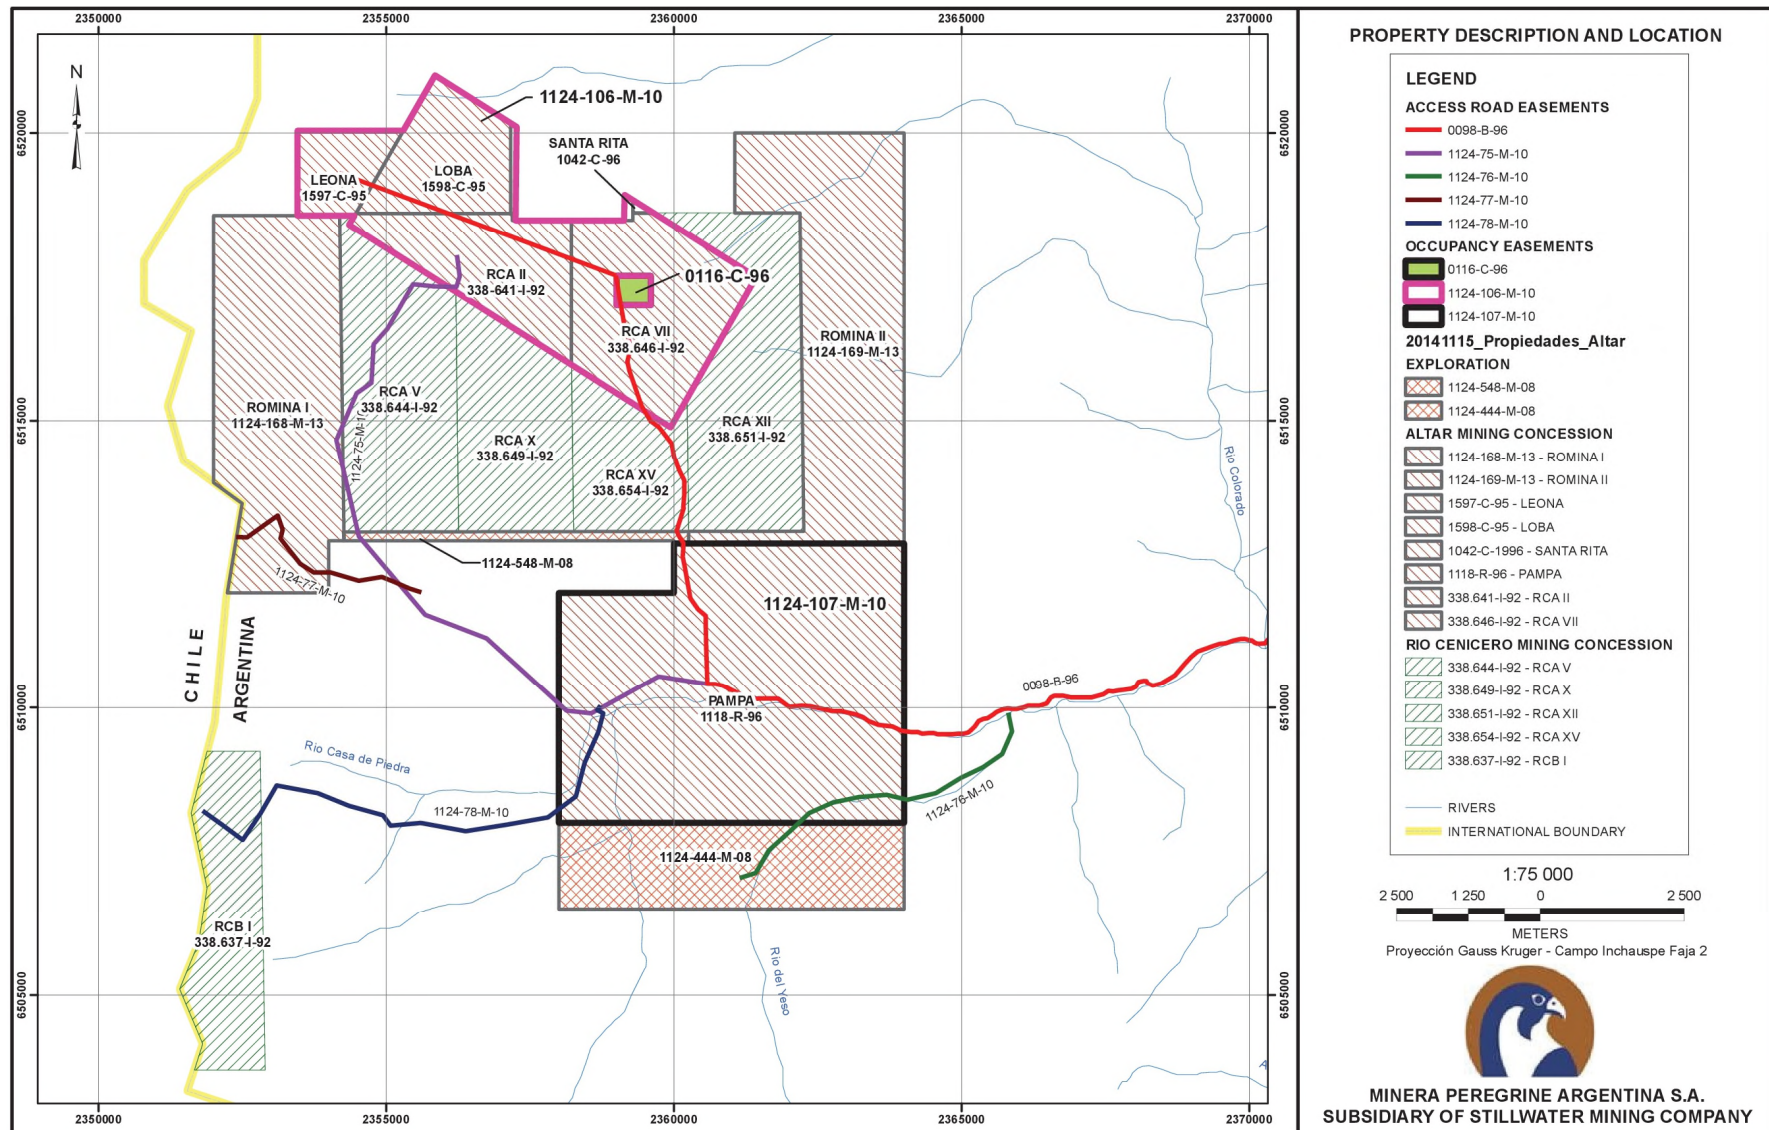 2350000
2355000
2360000
2365000
2370000
N
6520000
6515000
6510000
6505000
6520000
6515000
6510000
6505000
1124-106-M-10
SANTA RITA
1042-C-96
LEONA
1597-C-95
LOBA
1598-C-95
RCA II
338-641-I-92
0116-C-96
RCA VII
338.646-I-92
ROMINA II
1124-169-M-13
ROMINA I
1124-168-M-13
RCA V
338.644-I-92
1124-75-M-10
RCA X
338.649-I-92
RCA XII
338.651-I-92
RCA XV
338.654-I-92
Rio Colorado
1124-548-M-08
1124-77-M-10
1124-107-M-10
CHILE
ARGENTINA
0098-B-96
PAMPA
1118-R-96
Rio Casa de Piedra
1124-78-M-10
1124-76-M-10
1124-444-M-08
RCB I
338.637-I-92
Rio del Yeso
A
2350000
2355000
2360000
2365000
2370000
PROPERTY DESCRIPTION AND LOCATION
LEGEND
ACCESS ROAD EASEMENTS
0098-B-96
1124-75-M-10
1124-76-M-10
1124-77-M-10
1124-78-M-10
OCCUPANCY EASEMENTS
0116-C-96
1124-106-M-10
1124-107-M-10
20141115_Propiedades_Altar
EXPLORATION
1124-548-M-08
1124-444-M-08
ALTAR MINING CONCESSION
1124-168-M-13 - ROMINA I
1124-169-M-13 - ROMINA II
1597-C-95 - LEONA
1598-C-95 - LOBA
1042-C-1996 - SANTA RITA
1118-R-96 - PAMPA
338.641-I-92 - RCA II
338.646-I-92 - RCA VII
RIO CENICERO MINING CONCESSION
338.644-I-92 - RCA V
338.649-I-92 - RCA X
338.651-I-92 - RCA XII
338.654-I-92 - RCA XV
338.637-I-92 - RCB I
RIVERS
INTERNATIONAL BOUNDARY
1:75 000
2 500 1 250 0 2 500
METERS
Proyección Gauss Kruger - Campo Inchauspe Faja 2
MINERA PEREGRINE ARGENTINA S.A.
SUBSIDIARY OF STILLWATER MINING COMPANY